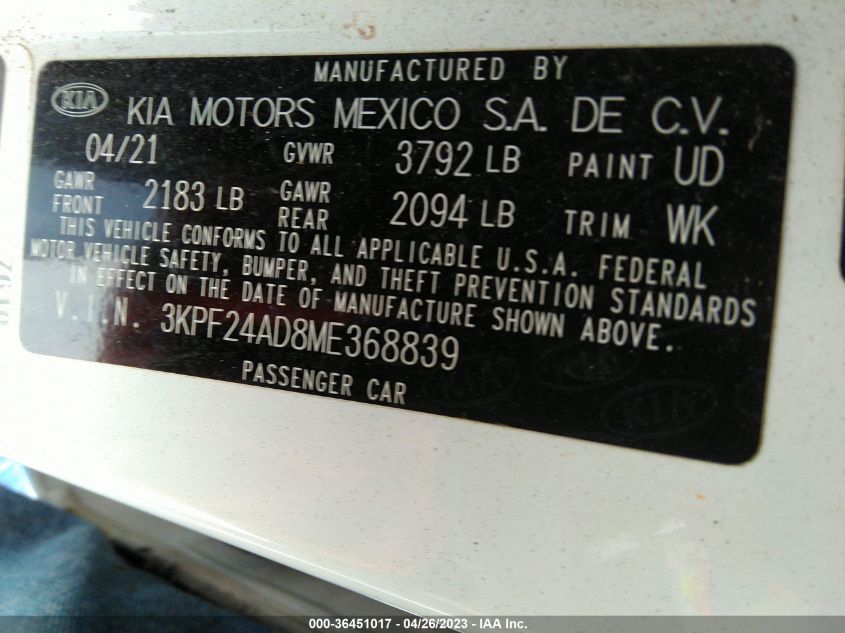 MANUFACTURED BY
KIA KIA MOTORS MEXICO S.A. DE C.V.
04/21 GVWR 3792 LB PAINT UD
GAWR FRONT 2183 LB GAWR REAR 2094 LB TRIM WK
THIS VEHICLE CONFORMS TO ALL APPLICABLE U.S.A. FEDERAL
MOTOR VEHICLE SAFETY, BUMPER, AND THEFT PREVENTION STANDARDS
IN EFFECT ON THE DATE OF MANUFACTURE SHOWN ABOVE.
V.I.N. 3KPF24AD8ME368839
PASSENGER CAR
000-36451017 - 04/26/2023 - IAA Inc.